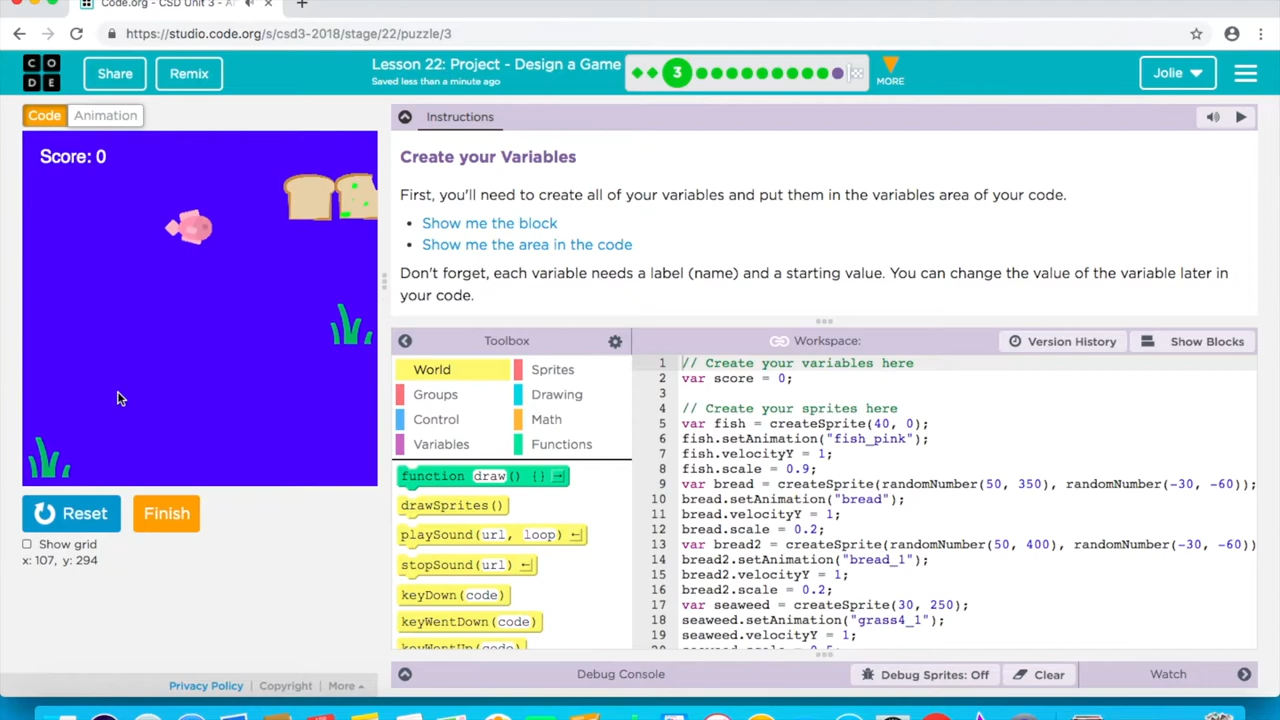 Code.org - CSD Unit 3 - A
https://studio.code.org/s/csd3-2018/stage/22/puzzle/3
C O
D E
Share
Remix
Lesson 22: Project - Design a Game
Saved less than a minute ago
3
MORE
Jolie
Code
Animation
Instructions
Score: 0
Create your Variables
First, you'll need to create all of your variables and put them in the variables area of your code.
• Show me the block
• Show me the area in the code
Don't forget, each variable needs a label (name) and a starting value. You can change the value of the variable later in
your code.
Toolbox
Workspace:
Version History
Show Blocks
World
Sprites
Groups
Drawing
Control
Math
Variables
Functions
function draw() {}
drawSprites()
playSound(url, loop)
stopSound(url)
keyDown(code)
keyWentDown(code)
keyWentUp(code)
1 // Create your variables here
2 var score = 0;
3
4 // Create your sprites here
5 var fish = createSprite(40, 0);
6 fish.setAnimation("fish_pink");
7 fish.velocityY = 1;
8 fish.scale = 0.9;
9 var bread = createSprite(randomNumber(50, 350), randomNumber(-30, -60));
10 bread.setAnimation("bread");
11 bread.velocityY = 1;
12 bread.scale = 0.2;
13 var bread2 = createSprite(randomNumber(50, 400), randomNumber(-30, -60))
14 bread2.setAnimation("bread_1");
15 bread2.velocityY = 1;
16 bread2.scale = 0.2;
17 var seaweed = createSprite(30, 250);
18 seaweed.setAnimation("grass4_1");
19 seaweed.velocityY = 1;
Reset
Finish
Show grid
x: 107, y: 294
Debug Console
Debug Sprites: Off
Clear
Watch
Privacy Policy
Copyright
More